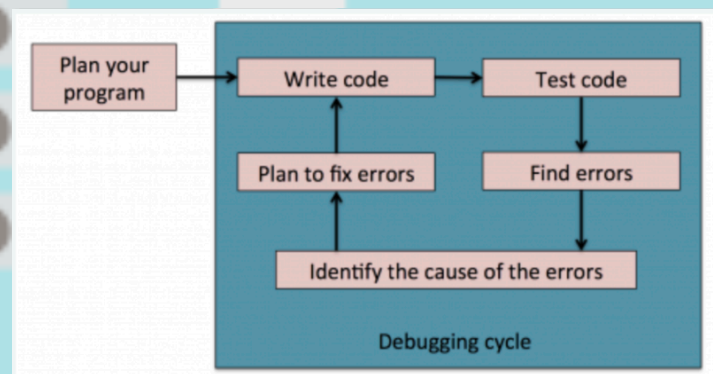 Plan your
program
Write code
Test code
Plan to fix errors
Find errors
Identify the cause of the errors
Debugging cycle